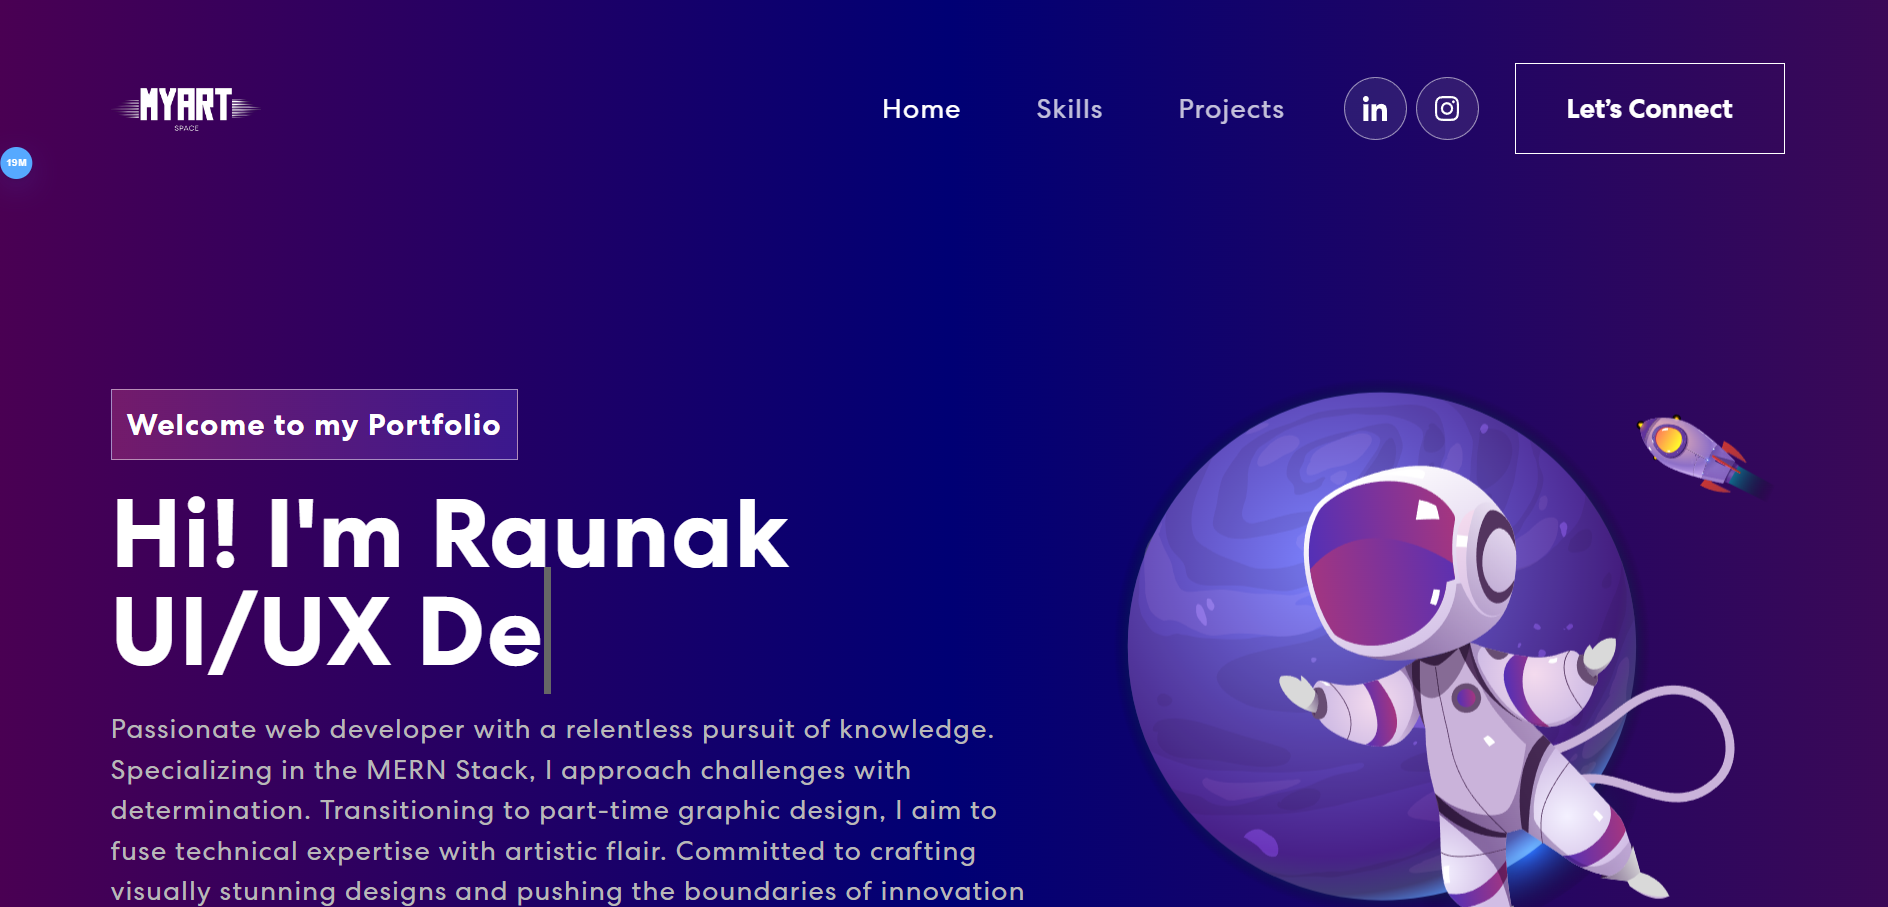 MYART
SPACE
Home
Skills
Projects
in
Let's Connect
19M
Welcome to my Portfolio
Hi! I'm Raunak
UI/UX De
Passionate web developer with a relentless pursuit of knowledge.
Specializing in the MERN Stack, I approach challenges with
determination. Transitioning to part-time graphic design, I aim to
fuse technical expertise with artistic flair. Committed to crafting
visually stunning designs and pushing the boundaries of innovation